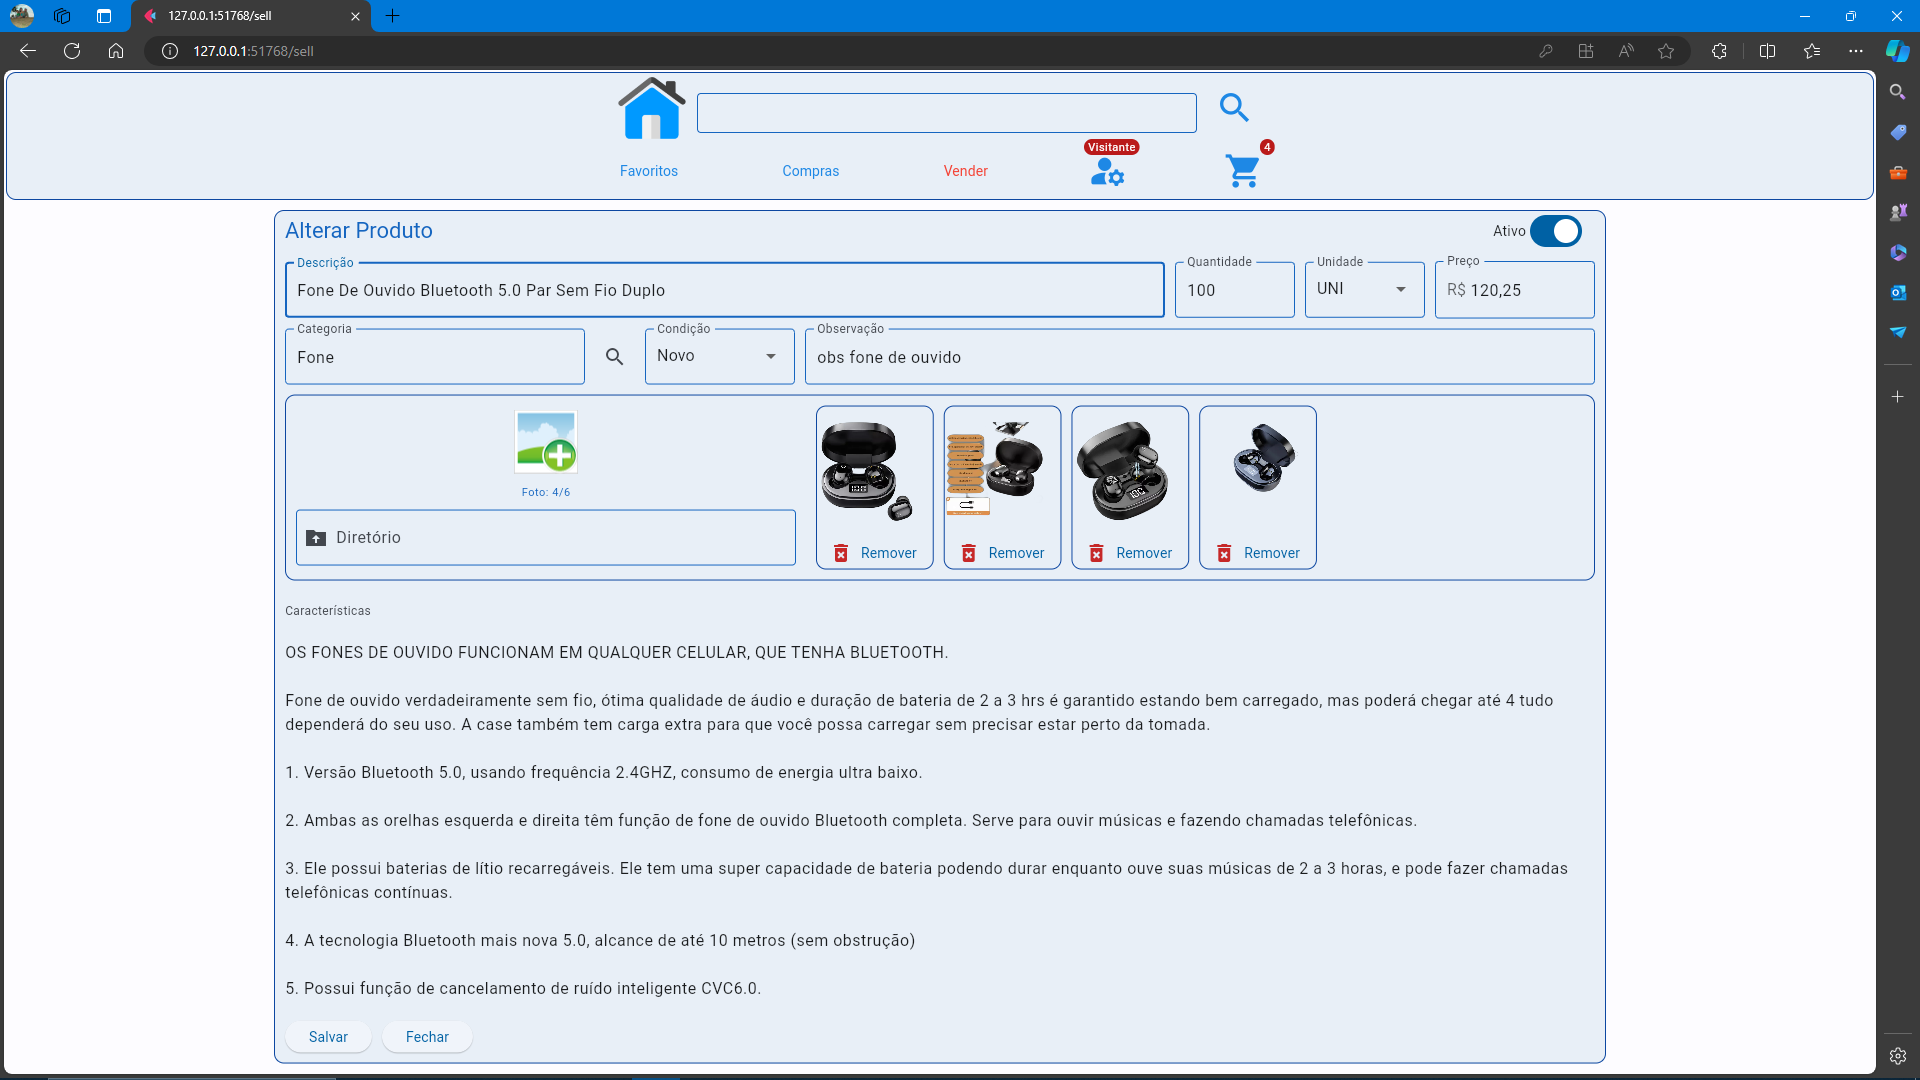 127.0.0.1:51768/sell
127.0.0.1:51768/sell
Visitante
4
Favoritos
Compras
Vender
Alterar Produto
Ativo
Descrição
Quantidade
Unidade
Preço
Fone De Ouvido Bluetooth 5.0 Par Sem Fio Duplo
100
UNI
R$ 120,25
Categoria
Condição
Observação
Fone
Novo
obs fone de ouvido
Foto: 4/6
Diretório
Remover
Remover
Remover
Remover
Características
OS FONES DE OUVIDO FUNCIONAM EM QUALQUER CELULAR, QUE TENHA BLUETOOTH.
Fone de ouvido verdadeiramente sem fio, ótima qualidade de áudio e duração de bateria de 2 a 3 hrs é garantido estando bem carregado, mas poderá chegar até 4 tudo
dependerá do seu uso. A case também tem carga extra para que você possa carregar sem precisar estar perto da tomada.
1. Versão Bluetooth 5.0, usando frequência 2.4GHZ, consumo de energia ultra baixo.
2. Ambas as orelhas esquerda e direita têm função de fone de ouvido Bluetooth completa. Serve para ouvir músicas e fazendo chamadas telefônicas.
3. Ele possui baterias de lítio recarregáveis. Ele tem uma super capacidade de bateria podendo durar enquanto ouve suas músicas de 2 a 3 horas, e pode fazer chamadas
telefônicas contínuas.
4. A tecnologia Bluetooth mais nova 5.0, alcance de até 10 metros (sem obstrução)
5. Possui função de cancelamento de ruído inteligente CVC6.0.
Salvar
Fechar